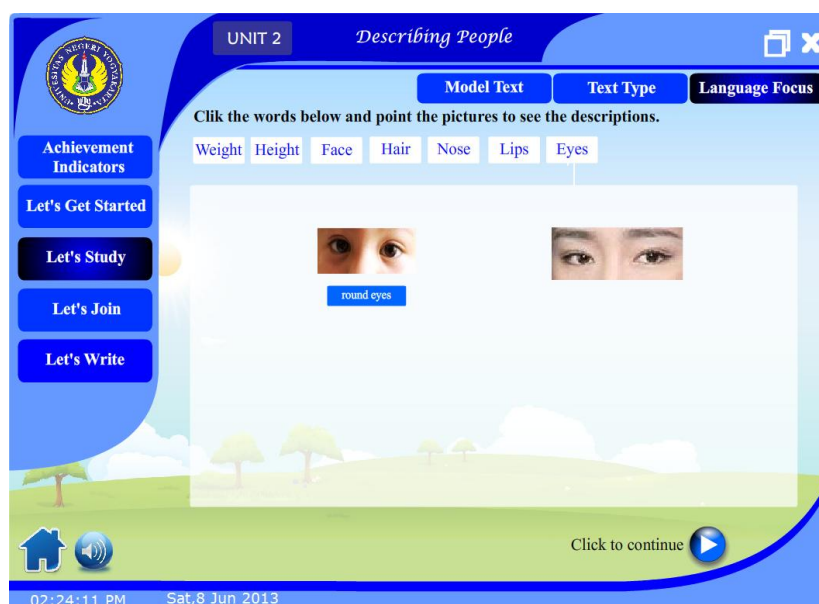 UNIT 2
Describing People
Model Text
Text Type
Language Focus
Clik the words below and point the pictures to see the descriptions.
Weight
Height
Face
Hair
Nose
Lips
Eyes
Achievement
Indicators
Let's Get Started
Let's Study
Let's Join
Let's Write
round eyes
Click to continue
02:24:11 PM
Sat,8 Jun 2013